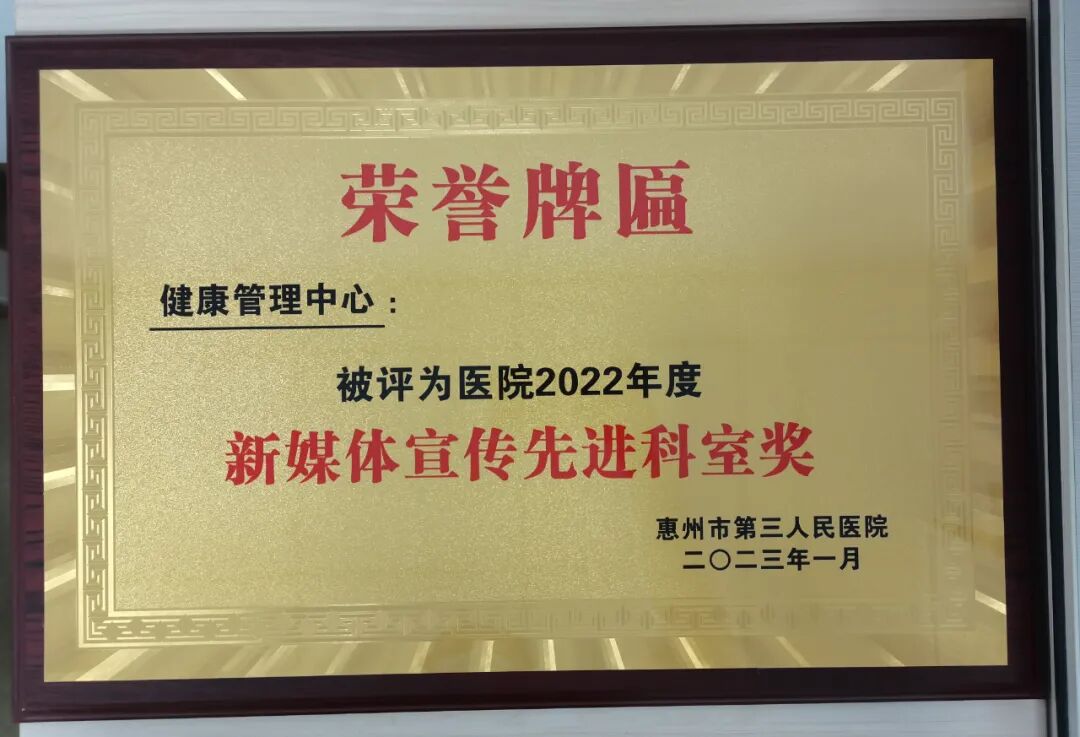 荣誉牌匾
健康管理中心：
被评为医院2022年度
新媒体宣传先进科室奖
惠州市第三人民医院
二〇二三年一月